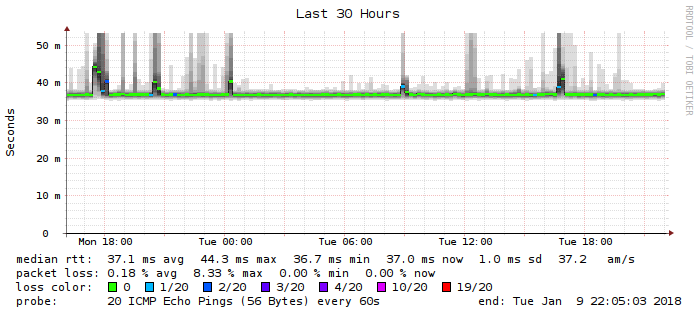 Last 30 Hours
RRDTOOL / TOBI OETIKER
Seconds
50 m
40 m
30 m
20 m
10 m
0
Mon 18:00 Tue 00:00 Tue 06:00 Tue 12:00 Tue 18:00
median rtt: 37.1 ms avg 44.3 ms max 36.7 ms min 37.0 ms now 1.0 ms sd 37.2 am/s
packet loss: 0.18 % avg 8.33 % max 0.00 % min 0.00 % now
loss color: 0 1/20 2/20 3/20 4/20 10/20 19/20
probe: 20 ICMP Echo Pings (56 Bytes) every 60s end: Tue Jan 9 22:05:03 2018